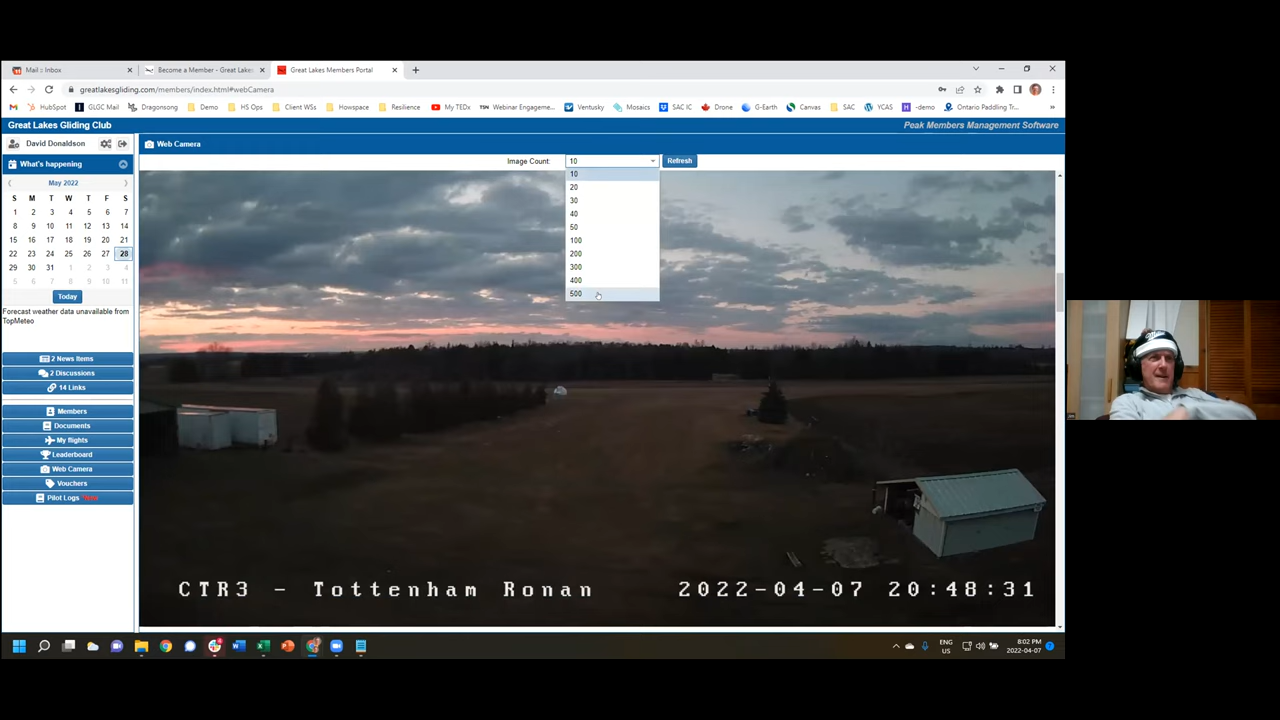 Mail :: Inbox
Become a Member - Great Lakes
Great Lakes Members Portal
greatlakesgliding.com/members/index.html#webCamera
HubSpot
GLGC Mail
Dragonsong
Demo
HS Ops
Client WSs
Howspace
Resilience
My TEDx
TSN Webinar Engageme...
Ventusky
Mosaics
SAC IC
Drone
G-Earth
Canvas
SAC
YCAS
-demo
Ontario Paddling Tr...
Great Lakes Gliding Club
Peak Members Management Software
David Donaldson
Web Camera
What's happening
Image Count:
10
Refresh
May 2022
S M T W T F S
1 2 3 4 5 6 7
8 9 10 11 12 13 14
15 16 17 18 19 20 21
22 23 24 25 26 27 28
29 30 31 1 2 3 4
5 6 7 8 9 10 11
Today
Forecast weather data unavailable from
TopMeteo
2 News Items
2 Discussions
14 Links
Members
Documents
My flights
Leaderboard
Web Camera
Vouchers
Pilot Logs
10
20
30
40
50
100
200
300
400
500
CTR3 - Tottenham Ronan
2022-04-07 20:48:31
ENG
US
8:02 PM
2022-04-07